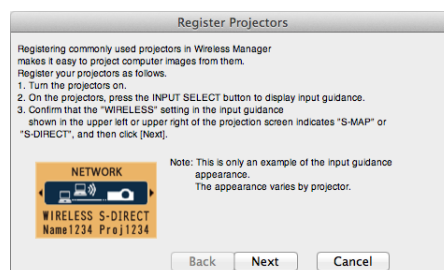 Register Projectors
Registering commonly used projectors in Wireless Manager
makes it easy to project computer
images from them.
Register your projectors as follows.
1. Turn the projectors on.
2. On the projectors, press the INPUT SELECT button to display input guidance.
3. Confirm that the "WIRELESS" setting in the input guidance
shown in the upper left or upper right of the projection screen indicates "S-MAP" or
"S-DIRECT", and then click [Next].
NETWORK
WIRELESS S-DIRECT
Name1234 Proj1234
Note: This is only an example of the input guidance
appearance.
The appearance varies by projector.
Back Next Cancel